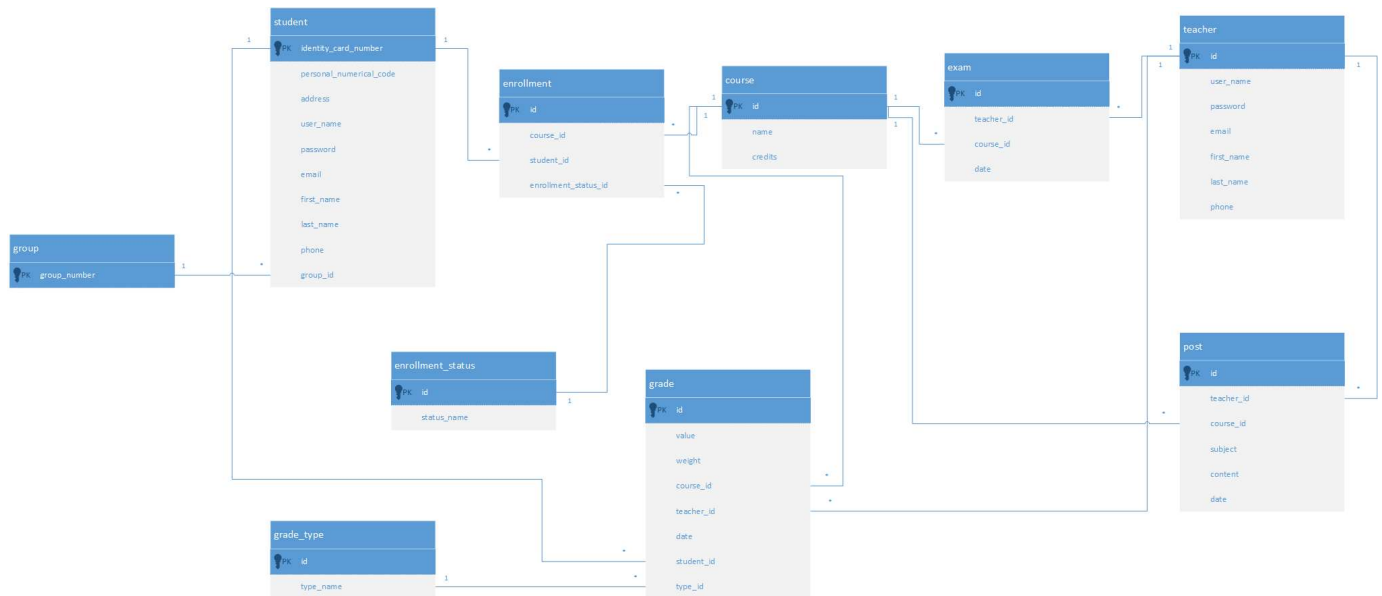 student
PK identity_card_number
personal_numerical_code
address
user_name
password
email
first_name
last_name
phone
group_id
group
PK group_number
enrollment
PK id
course_id
student_id
enrollment_status_id
course
PK id
name
credits
exam
PK id
teacher_id
course_id
date
teacher
PK id
user_name
password
email
first_name
last_name
phone
enrollment_status
PK id
status_name
grade
PK id
value
weight
course_id
teacher_id
date
student_id
type_id
grade_type
PK id
type_name
post
PK id
teacher_id
course_id
subject
content
date
1
1
*
1
*
*
*
*
1
1
1
1
*
*
1
1
1
*
*
1
*
*
*
*
1